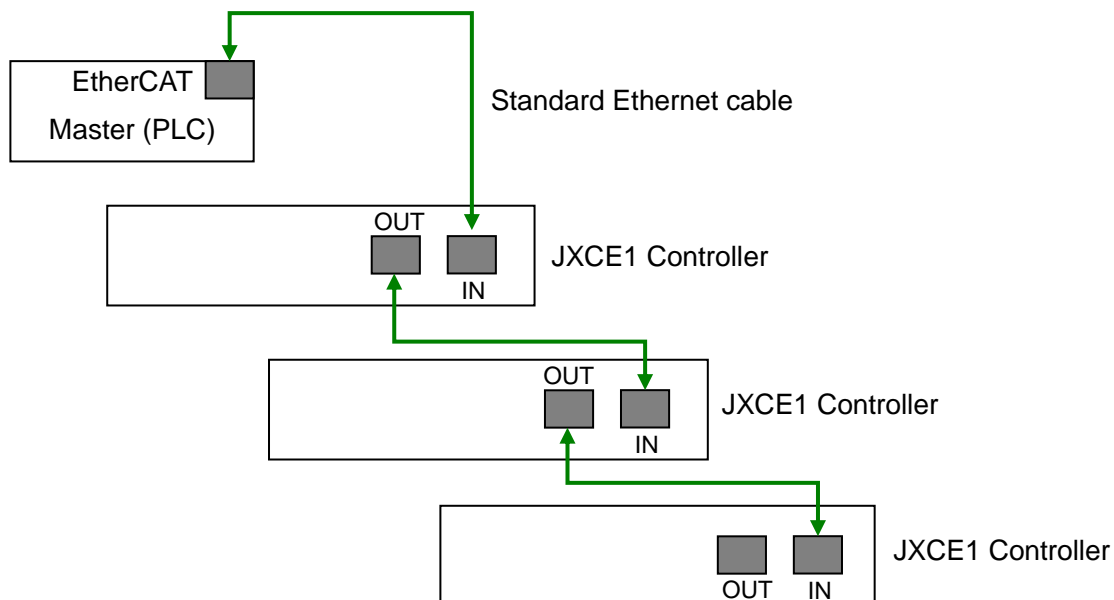 EtherCAT
Master (PLC)
Standard Ethernet cable
OUT
IN
JXCE1 Controller
OUT
IN
JXCE1 Controller
OUT
IN
JXCE1 Controller